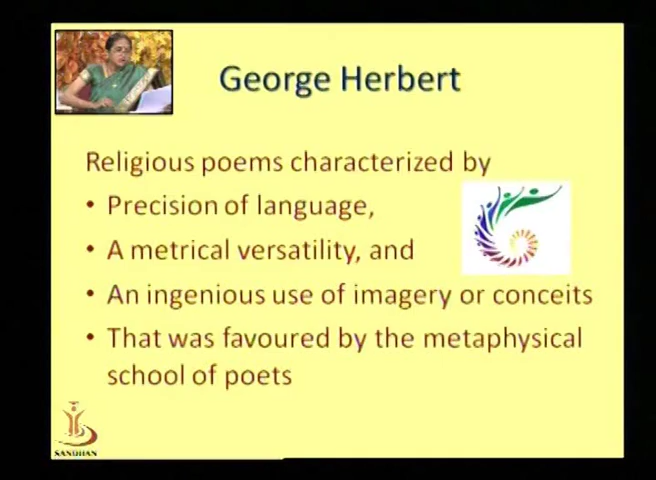 George Herbert
Religious poems characterized by
• Precision of language,
• A metrical versatility, and
• An ingenious use of imagery or conceits
• That was favoured by the metaphysical
school of poets
SANDHAN